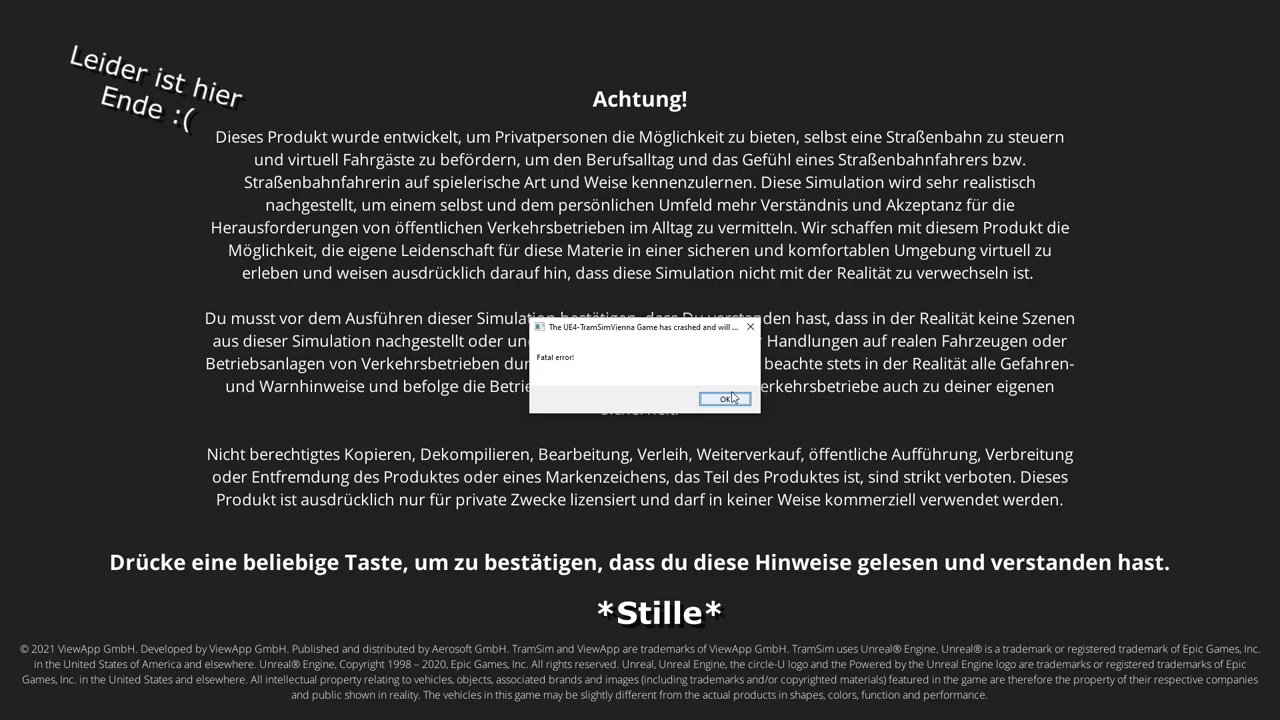 Leider ist hier
Ende :(
Achtung!
Dieses Produkt wurde entwickelt, um Privatpersonen die Möglichkeit zu bieten, selbst eine Straßenbahn zu steuern
und virtuell Fahrgäste zu befördern, um den Berufsalltag und das Gefühl eines Straßenbahnfahrers bzw.
Straßenbahnfahrerin auf spielerische Art und Weise kennenzulernen. Diese Simulation wird sehr realistisch
nachgestellt, um einem selbst und dem persönlichen Umfeld mehr Verständnis und Akzeptanz für die
Herausforderungen von öffentlichen Verkehrsbetrieben im Alltag zu vermitteln. Wir schaffen mit diesem Produkt die
Möglichkeit, die eigene Leidenschaft für diese Materie in einer sicheren und komfortablen Umgebung virtuell zu
erleben und weisen ausdrücklich darauf hin, dass diese Simulation nicht mit der Realität zu verwechseln ist.
Du musst vor dem Ausführen dieser hast, dass in der Realität keine Szenen
aus dieser Simulation nachgestellt oder Handlungen auf realen Fahrzeugen oder
Betriebsanlagen von Verkehrsbetrieben beachte stets in der Realität alle Gefahren-
und Warnhinweise und befolge die auch zu deiner eigenen
The UE4-TramSimVienna Game has crashed and will ...
Fatal error!
OK
Nicht berechtigtes Kopieren, Dekompilieren, Bearbeitung, Verleih, Weiterverkauf, öffentliche Aufführung, Verbreitung
oder Entfremdung des Produktes oder eines Markenzeichens, das Teil des Produktes ist, sind strikt verboten. Dieses
Produkt ist ausdrücklich nur für private Zwecke lizensiert und darf in keiner Weise kommerziell verwendet werden.
Drücke eine beliebige Taste, um zu bestätigen, dass du diese Hinweise gelesen und verstanden hast.
*Stille*
© 2021 ViewApp GmbH. Developed by ViewApp GmbH. Published and distributed by Aerosoft GmbH. TramSim and ViewApp are trademarks of ViewApp GmbH. TramSim uses Unreal® Engine. Unreal® is a trademark or registered trademark of Epic Games, Inc.
in the United States of America and elsewhere. Unreal® Engine, Copyright 1998 – 2020, Epic Games, Inc. All rights reserved. Unreal, Unreal Engine, the circle-U logo and the Powered by the Unreal Engine logo are trademarks or registered trademarks of Epic
Games, Inc. in the United States and elsewhere. All intellectual property relating to vehicles, objects, associated brands and images (including trademarks and/or copyrighted materials) featured in the game are therefore the property of their respective companies
and public shown in reality. The vehicles in this game may be slightly different from the actual products in shapes, colors, function and performance.